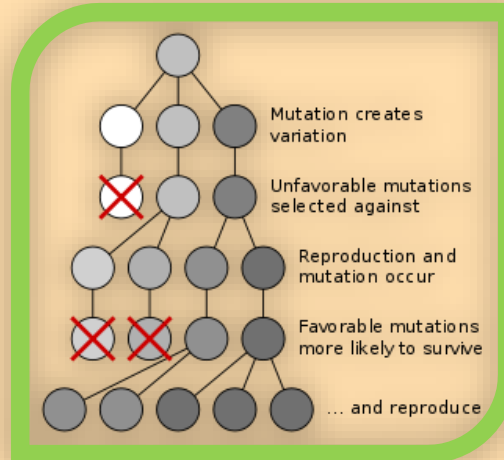 Mutation creates
variation
Unfavorable mutations
selected against
Reproduction and
mutation occur
Favorable mutations
more likely to survive
... and reproduce